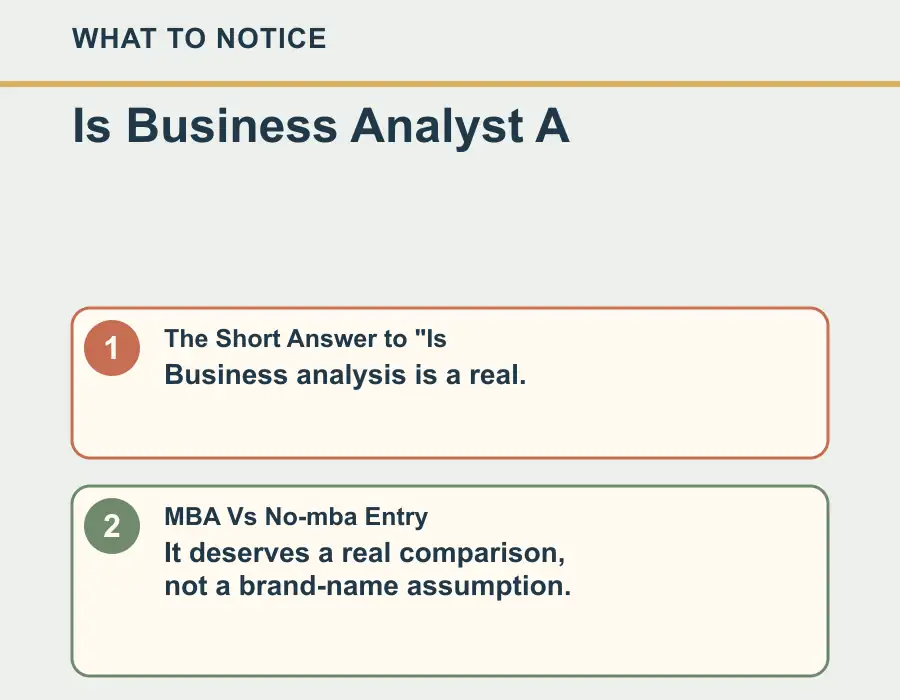 WHAT TO NOTICE
Is Business Analyst A
1
The Short Answer to "Is
Business analysis is a real.
2
MBA Vs No-mba Entry
It deserves a real comparison,
not a brand-name assumption.